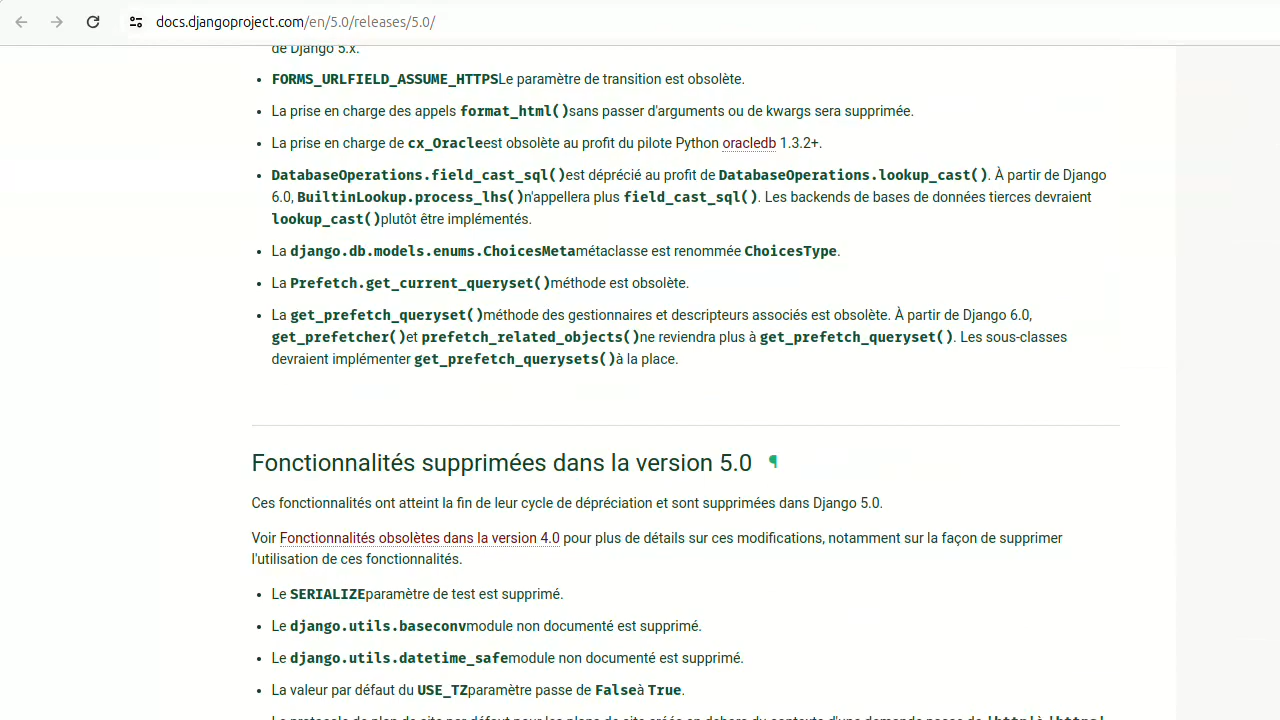 docs.djangoproject.com/en/5.0/releases/5.0/
de Django 5.x.
FORMS_URLFIELD_ASSUME_HTTPSLe paramètre de transition est obsolète.
La prise en charge des appels format_html()sans passer d'arguments ou de kwargs sera supprimée.
La prise en charge de cx_Oracleest obsolète au profit du pilote Python oracledb 1.3.2+.
DatabaseOperations.field_cast_sql()est déprécié au profit de DatabaseOperations.lookup_cast(). À partir de Django
6.0, BuiltinLookup.process_lhs()n'appellera plus field_cast_sql(). Les backends de bases de données tierces devraient
lookup_cast()plutôt être implémentés.
La django.db.models.enums.ChoicesMetamétaclasse est renommée ChoicesType.
La Prefetch.get_current_queryset()méthode est obsolète.
La get_prefetch_queryset()méthode des gestionnaires et descripteurs associés est obsolète. À partir de Django 6.0,
get_prefetcher()et prefetch_related_objects()ne reviendra plus à get_prefetch_queryset(). Les sous-classes
devraient implémenter get_prefetch_querysets()à la place.
Fonctionnalités supprimées dans la version 5.0 ¶
Ces fonctionnalités ont atteint la fin de leur cycle de dépréciation et sont supprimées dans Django 5.0.
Voir Fonctionnalités obsolètes dans la version 4.0 pour plus de détails sur ces modifications, notamment sur la façon de supprimer
l'utilisation de ces fonctionnalités.
Le SERIALIZEparamètre de test est supprimé.
Le django.utils.baseconvmodule non documenté est supprimé.
Le django.utils.datetime_safemodule non documenté est supprimé.
La valeur par défaut du USE_TZparamètre passe de Falseà True.